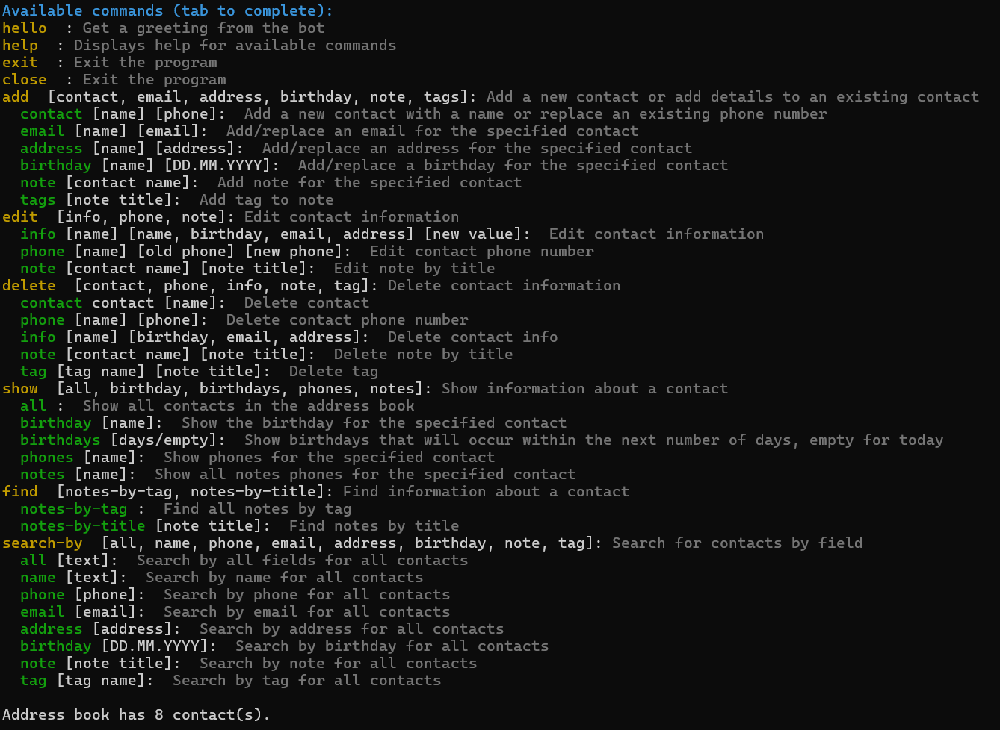 Available commands (tab to complete):
hello  : Get a greeting from the bot
help  : Displays help for available commands
exit  : Exit the program
close  : Exit the program
add  [contact, email, address, birthday, note, tags]: Add a new contact or add details to an existing contact
  contact [name] [phone]:  Add a new contact with a name or replace an existing phone number
  email [name] [email]:  Add/replace an email for the specified contact
  address [name] [address]:  Add/replace an address for the specified contact
  birthday [name] [DD.MM.YYYY]:  Add/replace a birthday for the specified contact
  note [contact name]:  Add note for the specified contact
  tags [note title]:  Add tag to note
edit  [info, phone, note]: Edit contact information
  info [name] [name, birthday, email, address] [new value]:  Edit contact information
  phone [name] [old phone] [new phone]:  Edit contact phone number
  note [contact name] [note title]:  Edit note by title
delete  [contact, phone, info, note, tag]: Delete contact information
  contact contact [name]:  Delete contact
  phone [name] [phone]:  Delete contact phone number
  info [name] [birthday, email, address]:  Delete contact info
  note [contact name] [note title]:  Delete note by title
  tag [tag name] [note title]:  Delete tag
show  [all, birthday, birthdays, phones, notes]: Show information about a contact
  all :  Show all contacts in the address book
  birthday [name]:  Show the birthday for the specified contact
  birthdays [days/empty]:  Show birthdays that will occur within the next number of days, empty for today
  phones [name]:  Show phones for the specified contact
  notes [name]:  Show all notes phones for the specified contact
find  [notes-by-tag, notes-by-title]: Find information about a contact
  notes-by-tag :  Find all notes by tag
  notes-by-title [note title]:  Find notes by title
search-by  [all, name, phone, email, address, birthday, note, tag]: Search for contacts by field
  all [text]:  Search by all fields for all contacts
  name [text]:  Search by name for all contacts
  phone [phone]:  Search by phone for all contacts
  email [email]:  Search by email for all contacts
  address [address]:  Search by address for all contacts
  birthday [DD.MM.YYYY]:  Search by birthday for all contacts
  note [note title]:  Search by note for all contacts
  tag [tag name]:  Search by tag for all contacts

Address book has 8 contact(s).